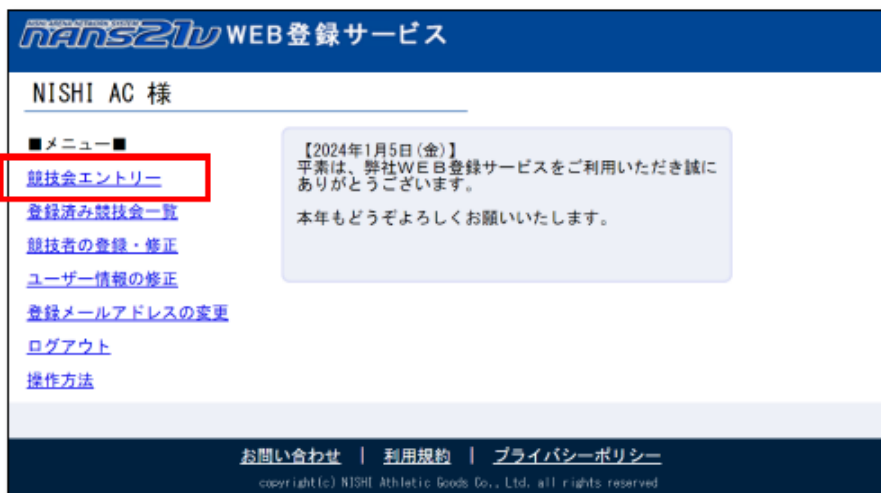 NISHI ARENA NETWORK SYSTEM
NANS21V WEB登録サービス
NISHI AC 様
■メニュー■
競技会エントリー
登録済み競技会一覧
競技者の登録・修正
ユーザー情報の修正
登録メールアドレスの変更
ログアウト
操作方法
【2024年1月5日(金)】
平素は、弊社ＷＥＢ登録サービスをご利用いただき誠に
ありがとうございます。
本年もどうぞよろしくお願いいたします。
お問い合わせ | 利用規約 | プライバシーポリシー
copyright(c) NISHI Athletic Goods Co., Ltd. all rights reserved